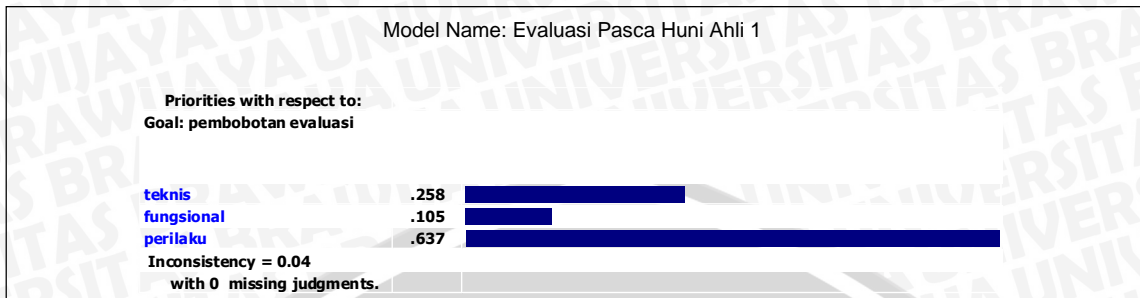 Model Name: Evaluasi Pasca Huni Ahli 1
Priorities with respect to:
Goal: pembobotan evaluasi
teknis .258
fungsional .105
perilaku .637
Inconsistency = 0.04
with 0 missing judgments.